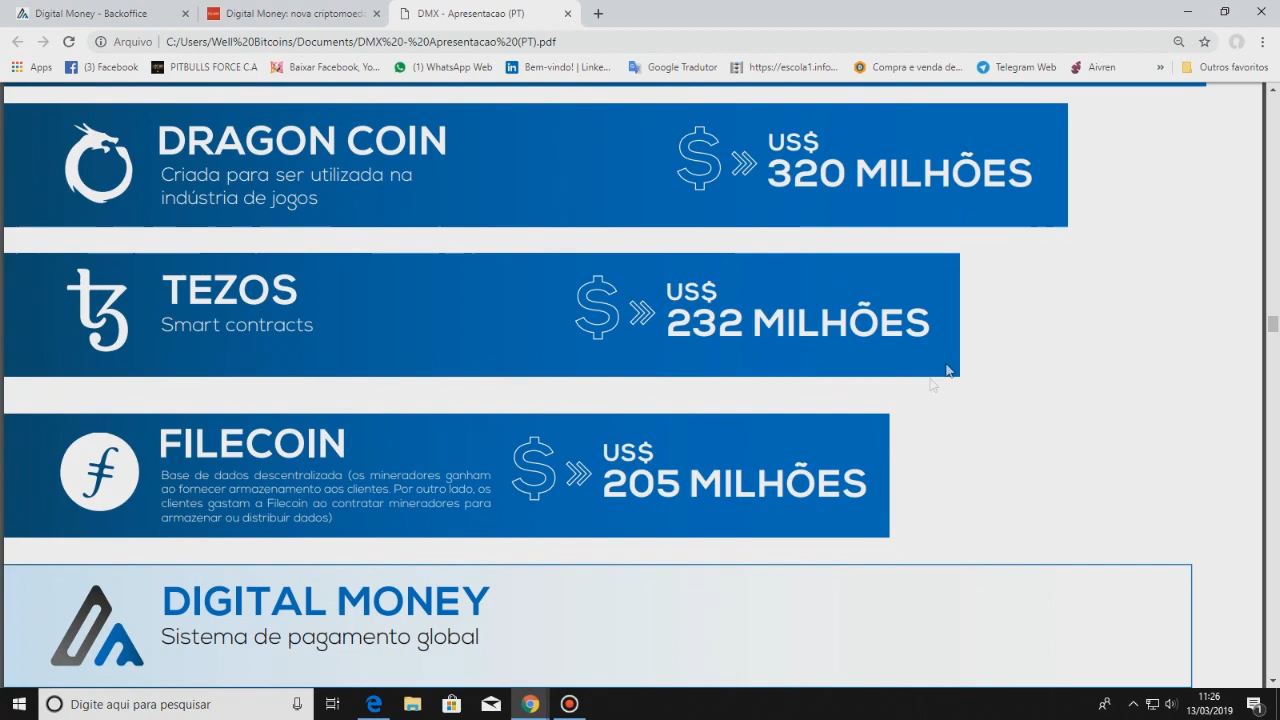 Digital Money - Backoffice
Digital Money: nova criptomoeda
DMX - Apresentacao (PT)
Arquivo
C:/Users/Well Bitcoins/Documents/DMX%20-%20Apresentacao%20(PT).pdf
Apps
(3) Facebook
PITBULLS FORCE C.A
Baixar Facebook, Yo...
(1) WhatsApp Web
Bem-vindo! | Linke...
Google Tradutor
https://escola1.info...
Compra e venda de...
Telegram Web
Aivren
»
Outros favoritos
DRAGON COIN
Criada para ser utilizada na
indústria de jogos
$
US$
320 MILHÕES
TEZOS
Smart contracts
$
US$
232 MILHÕES
FILECOIN
Base de dados descentralizada (os mineradores ganham
ao fornecer armazenamento aos clientes. Por outro lado, os
clientes gastam a Filecoin ao contratar mineradores para
armazenar ou distribuir dados)
$
US$
205 MILHÕES
DIGITAL MONEY
Sistema de pagamento global
Digite aqui para pesquisar
11:26
13/03/2019
1